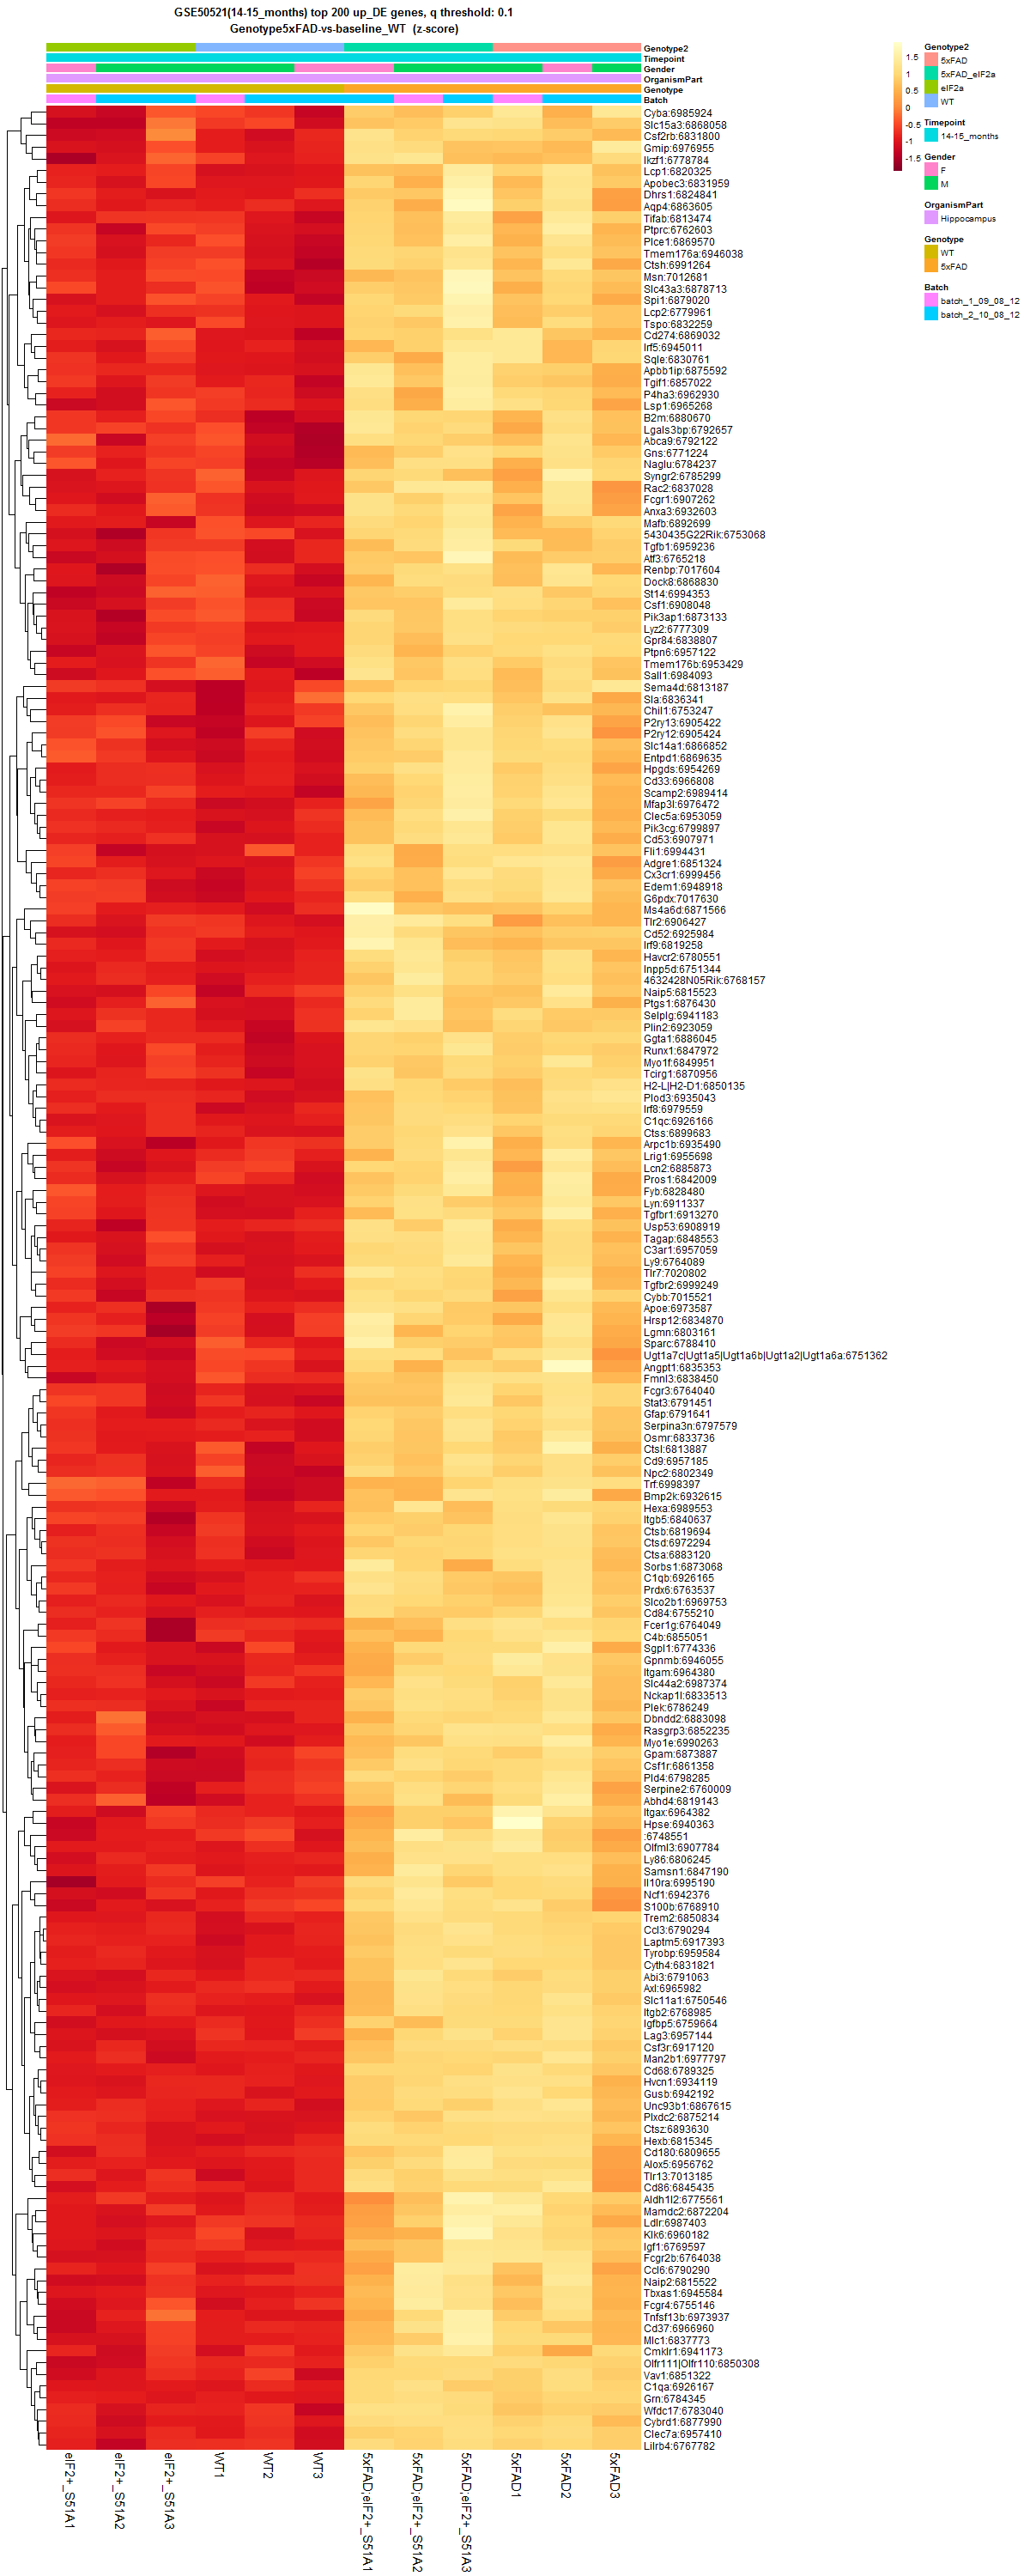 GSE50521(14-15_months) top 200 up_DE genes, q threshold: 0.1
Genotype5xFAD-vs-baseline_WT (z-score)
Genotype2
Timepoint
Gender
OrganismPart
Genotype
Batch
1.5
1
0.5
0
-0.5
-1
-1.5
Genotype2
5xFAD
5xFAD_eIF2a
eIF2a
WT
Timepoint
14-15_months
Gender
F
M
OrganismPart
Hippocampus
Genotype
WT
5xFAD
Batch
batch_1_09_08_12
batch_2_10_08_12
Cyba:6985924
Slc15a3:6868058
Csf2rb:6831800
Gmip:6976955
Ikzf1:6778784
Lcp1:6820325
Apobec3:6831959
Dhrs1:6824841
Aqp4:6863605
Tifab:6813474
Ptprc:6762603
Plce1:6869570
Tmem176a:6946038
Ctsh:6991264
Msn:7012681
Slc43a3:6878713
Spi1:6879020
Lcp2:6779961
Tspo:6832259
Cd274:6869032
Irf5:6945011
Sqle:6830761
Apbb1ip:6875592
Tgif1:6857022
P4ha3:6962930
Lsp1:6965268
B2m:6880670
Lgals3bp:6792657
Abca9:6792122
Gns:6771224
Naglu:6784237
Syngr2:6785299
Rac2:6837028
Fcgr1:6907262
Anxa3:6932603
Mafb:6892699
5430435G22Rik:6753068
Tgfb1:6959236
Atf3:6765218
Renbp:7017604
Dock8:6868830
St14:6994353
Csf1:6908048
Pik3ap1:6873133
Lyz2:6777309
Gpr84:6838807
Ptpn6:6957122
Tmem176b:6953429
Sall1:6984093
Sema4d:6813187
Sla:6836341
Chil1:6753247
P2ry13:6905422
P2ry12:6905424
Slc14a1:6866852
Entpd1:6869635
Hpgds:6954269
Cd33:6966808
Scamp2:6989414
Mfap3l:6976472
Clec5a:6953059
Pik3cg:6799897
Cd53:6907971
Fli1:6994431
Adgre1:6851324
Cx3cr1:6999456
Edem1:6948918
G6pdx:7017630
Ms4a6d:6871566
Tlr2:6906427
Cd52:6925984
Irf9:6819258
Havcr2:6780551
Inpp5d:6751344
4632428N05Rik:6768157
Naip5:6815523
Ptgs1:6876430
Selplg:6941183
Plin2:6923059
Ggta1:6886045
Runx1:6847972
Myo1f:6849951
Tcirg1:6870956
H2-L|H2-D1:6850135
Plod3:6935043
Irf8:6979559
C1qc:6926166
Ctss:6899683
Arpc1b:6935490
Lrig1:6955698
Lcn2:6885873
Pros1:6842009
Fyb:6828480
Lyn:6911337
Tgfbr1:6913270
Usp53:6908919
Tagap:6848553
C3ar1:6957059
Ly9:6764089
Tlr7:7020802
Tgfbr2:6999249
Cybb:7015521
Apoe:6973587
Hrsp12:6834870
Lgmn:6803161
Sparc:6788410
Ugt1a7c|Ugt1a5|Ugt1a6b|Ugt1a2|Ugt1a6a:6751362
Angpt1:6835353
Fmnl3:6838450
Fcgr3:6764040
Stat3:6791451
Gfap:6791641
Serpina3n:6797579
Osmr:6833736
Ctsl:6813887
Cd9:6957185
Npc2:6802349
Trf:6998397
Bmp2k:6932615
Hexa:6989553
Itgb5:6840637
Ctsb:6819694
Ctsd:6972294
Ctsa:6883120
Sorbs1:6873068
C1qb:6926165
Prdx6:6763537
Slco2b1:6969753
Cd84:6755210
Fcer1g:6764049
C4b:6855051
Sgpl1:6774336
Gpnmb:6946055
Itgam:6964380
Slc44a2:6987374
Nckap1l:6833513
Plek:6786249
Dbndd2:6883098
Rasgrp3:6852235
Myo1e:6990263
Gpam:6873887
Csf1r:6861358
Pld4:6798285
Serpine2:6760009
Abhd4:6819143
Itgax:6964382
Hpse:6940363
:6748551
Olfml3:6907784
Ly86:6806245
Samsn1:6847190
Il10ra:6995190
Ncf1:6942376
S100b:6768910
Trem2:6850834
Ccl3:6790294
Laptm5:6917393
Tyrobp:6959584
Cyth4:6831821
Abi3:6791063
Axl:6965982
Slc11a1:6750546
Itgb2:6768985
Igfbp5:6759664
Lag3:6957144
Csf3r:6917120
Man2b1:6977797
Cd68:6789325
Hvcn1:6934119
Gusb:6942192
Unc93b1:6867615
Plxdc2:6875214
Ctsz:6893630
Hexb:6815345
Cd180:6809655
Alox5:6956762
Tlr13:7013185
Cd86:6845435
Aldh1l2:6775561
Mamdc2:6872204
Ldlr:6987403
Klk6:6960182
Igf1:6769597
Fcgr2b:6764038
Ccl6:6790290
Naip2:6815522
Tbxas1:6945584
Fcgr4:6755146
Tnfsf13b:6973937
Cd37:6966960
Mlc1:6837773
Cmklr1:6941173
Olfr111|Olfr110:6850308
Vav1:6851322
C1qa:6926167
Grn:6784345
Wfdc17:6783040
Cybrd1:6877990
Clec7a:6957410
Lilrb4:6767782
eIF2+_S51A1
eIF2+_S51A2
eIF2+_S51A3
WT1
WT2
WT3
5xFAD;eIF2+_S51A1
5xFAD;eIF2+_S51A2
5xFAD;eIF2+_S51A3
5xFAD1
5xFAD2
5xFAD3